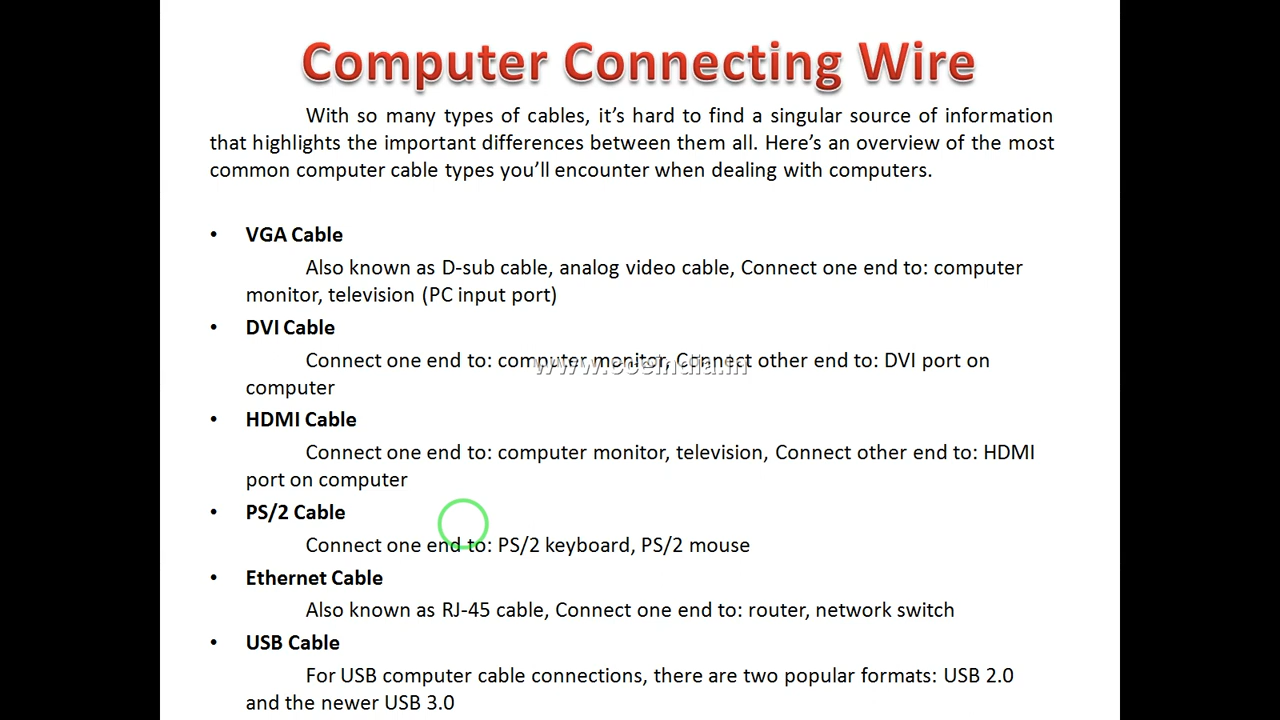 Computer Connecting Wire
With so many types of cables, it’s hard to find a singular source of information
that highlights the important differences between them all. Here’s an overview of the most
common computer cable types you’ll encounter when dealing with computers.
• VGA Cable
Also known as D-sub cable, analog video cable, Connect one end to: computer
monitor, television (PC input port)
• DVI Cable
Connect one end to: computer monitor, Connect other end to: DVI port on
www.cceindia.in
computer
• HDMI Cable
Connect one end to: computer monitor, television, Connect other end to: HDMI
port on computer
• PS/2 Cable
Connect one end to: PS/2 keyboard, PS/2 mouse
• Ethernet Cable
Also known as RJ-45 cable, Connect one end to: router, network switch
• USB Cable
For USB computer cable connections, there are two popular formats: USB 2.0
and the newer USB 3.0